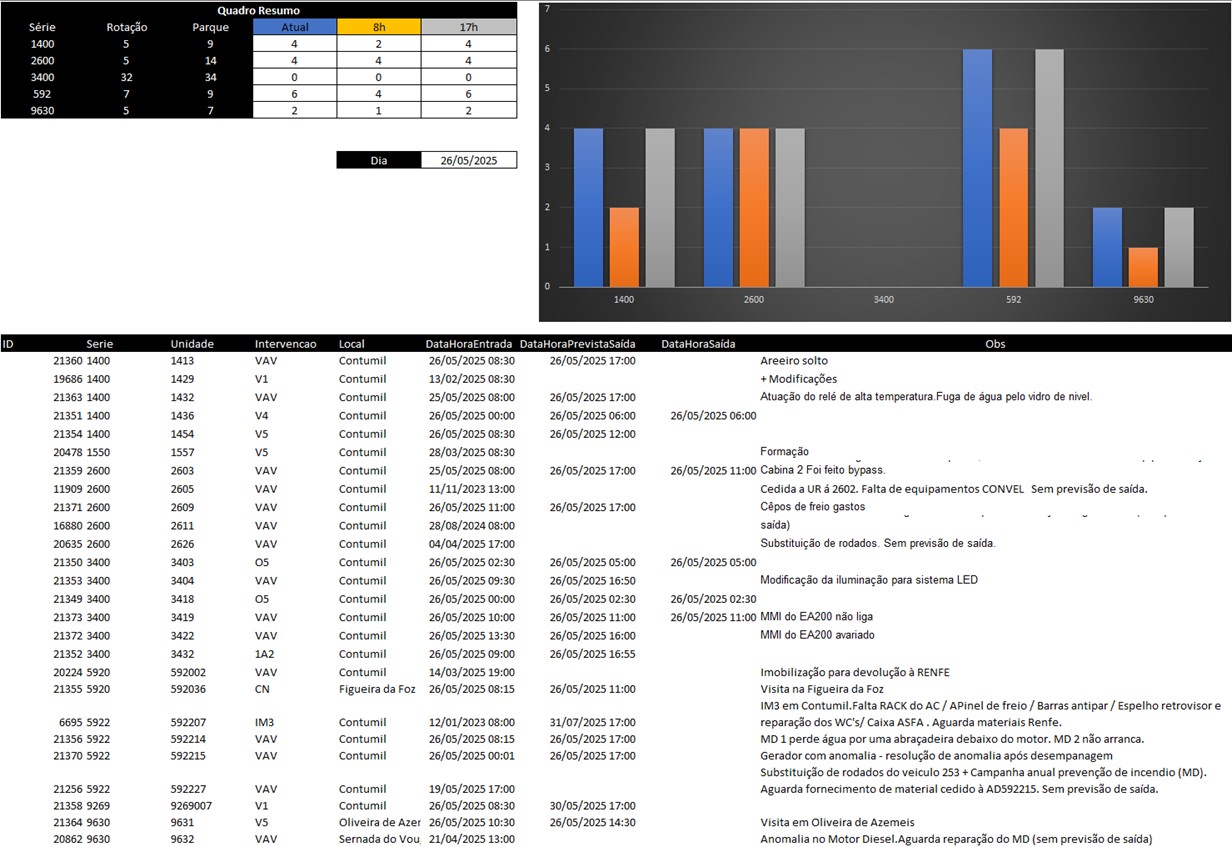 Quadro Resumo
Série Rotação Parque Atual 8h 17h
1400 5 9 4 2 4
2600 5 14 4 4 4
3400 32 34 0 0 0
592 7 9 6 4 6
9630 5 7 2 1 2
Dia 26/05/2025
7
6
5
4
3
2
1
0
1400 2600 3400 592 9630
ID Serie Unidade Intervencao Local DataHoraEntrada DataHoraPrevistaSaída DataHoraSaída Obs
21360 1400 1413 VAV Contumil 26/05/2025 08:30 26/05/2025 17:00 Areeiro solto
19686 1400 1429 V1 Contumil 13/02/2025 08:30 + Modificações
21363 1400 1432 VAV Contumil 25/05/2025 08:00 26/05/2025 17:00 Atuação do relé de alta temperatura.Fuga de água pelo vidro de nivel.
21351 1400 1436 V4 Contumil 26/05/2025 00:00 26/05/2025 06:00 26/05/2025 06:00
21354 1400 1454 V5 Contumil 26/05/2025 08:30 26/05/2025 12:00
20478 1550 1557 V5 Contumil 28/03/2025 08:30 Formação
21359 2600 2603 VAV Contumil 25/05/2025 08:00 26/05/2025 17:00 26/05/2025 11:00 Cabina 2 Foi feito bypass.
11909 2600 2605 VAV Contumil 11/11/2023 13:00 Cedida a UR á 2602. Falta de equipamentos CONVEL Sem previsão de saída.
21371 2600 2609 VAV Contumil 26/05/2025 11:00 26/05/2025 17:00 Cêpos de freio gastos
16880 2600 2611 VAV Contumil 28/08/2024 08:00 saída)
20635 2600 2626 VAV Contumil 04/04/2025 17:00 Substituição de rodados. Sem previsão de saída.
21350 3400 3403 O5 Contumil 26/05/2025 02:30 26/05/2025 05:00 26/05/2025 05:00
21353 3400 3404 VAV Contumil 26/05/2025 09:30 26/05/2025 16:50 Modificação da iluminação para sistema LED
21349 3400 3418 O5 Contumil 26/05/2025 00:00 26/05/2025 02:30 26/05/2025 02:30
21373 3400 3419 VAV Contumil 26/05/2025 10:00 26/05/2025 11:00 26/05/2025 11:00 MMI do EA200 não liga
21372 3400 3422 VAV Contumil 26/05/2025 13:30 26/05/2025 16:00 MMI do EA200 avariado
21352 3400 3432 1A2 Contumil 26/05/2025 09:00 26/05/2025 16:55
20224 5920 592002 VAV Contumil 14/03/2025 19:00 Imobilização para devolução à RENFE
21355 5920 592036 CN Figueira da Foz 26/05/2025 08:15 26/05/2025 11:00 Visita na Figueira da Foz
IM3 em Contumil.Falta RACK do AC / APinel de freio / Barras antipar / Espelho retrovisor e
6695 5922 592207 IM3 Contumil 12/01/2023 08:00 31/07/2025 17:00 reparação dos WC's/ Caixa ASFA . Aguarda materiais Renfe.
21356 5922 592214 VAV Contumil 26/05/2025 08:15 26/05/2025 17:00 MD 1 perde água por uma abraçadeira debaixo do motor. MD 2 não arranca.
21370 5922 592215 VAV Contumil 26/05/2025 00:01 26/05/2025 17:00 Gerador com anomalia - resolução de anomalia após desempanagem
Substituição de rodados do veiculo 253 + Campanha anual prevenção de incendio (MD).
21256 5922 592227 VAV Contumil 19/05/2025 17:00 Aguarda fornecimento de material cedido à AD592215. Sem previsão de saída.
21358 9269 9269007 V1 Contumil 26/05/2025 08:30 30/05/2025 17:00
21364 9630 9631 V5 Oliveira de Azer 26/05/2025 10:30 26/05/2025 14:30 Visita em Oliveira de Azemeis
20862 9630 9632 VAV Sernada do Vou 21/04/2025 13:00 Anomalia no Motor Diesel.Aguarda reparação do MD (sem previsão de saída)